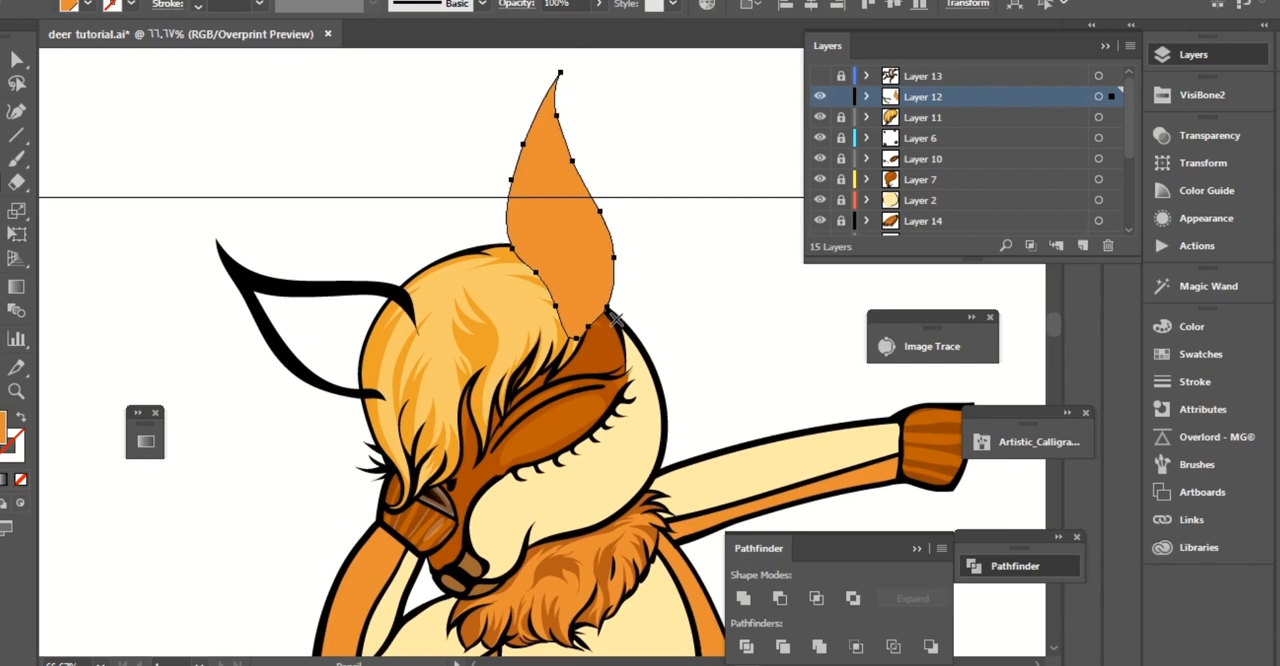 Stroke:
Basic
Opacity: 100%
Style:
Transform
deer tutorial.ai* @ ٦٦.٦٧% (RGB/Overprint Preview) ×
Layers
Layer 13
Layer 12
Layer 11
Layer 6
Layer 10
Layer 7
Layer 2
Layer 14
15 Layers
Layers
VisiBone2
Transparency
Transform
Color Guide
Appearance
Actions
Magic Wand
Color
Swatches
Stroke
Attributes
Overlord - MG®
Brushes
Artboards
Links
Libraries
Image Trace
Artistic_Calligra...
Pathfinder
Pathfinder
Shape Modes:
Expand
Pathfinders:
Pencil